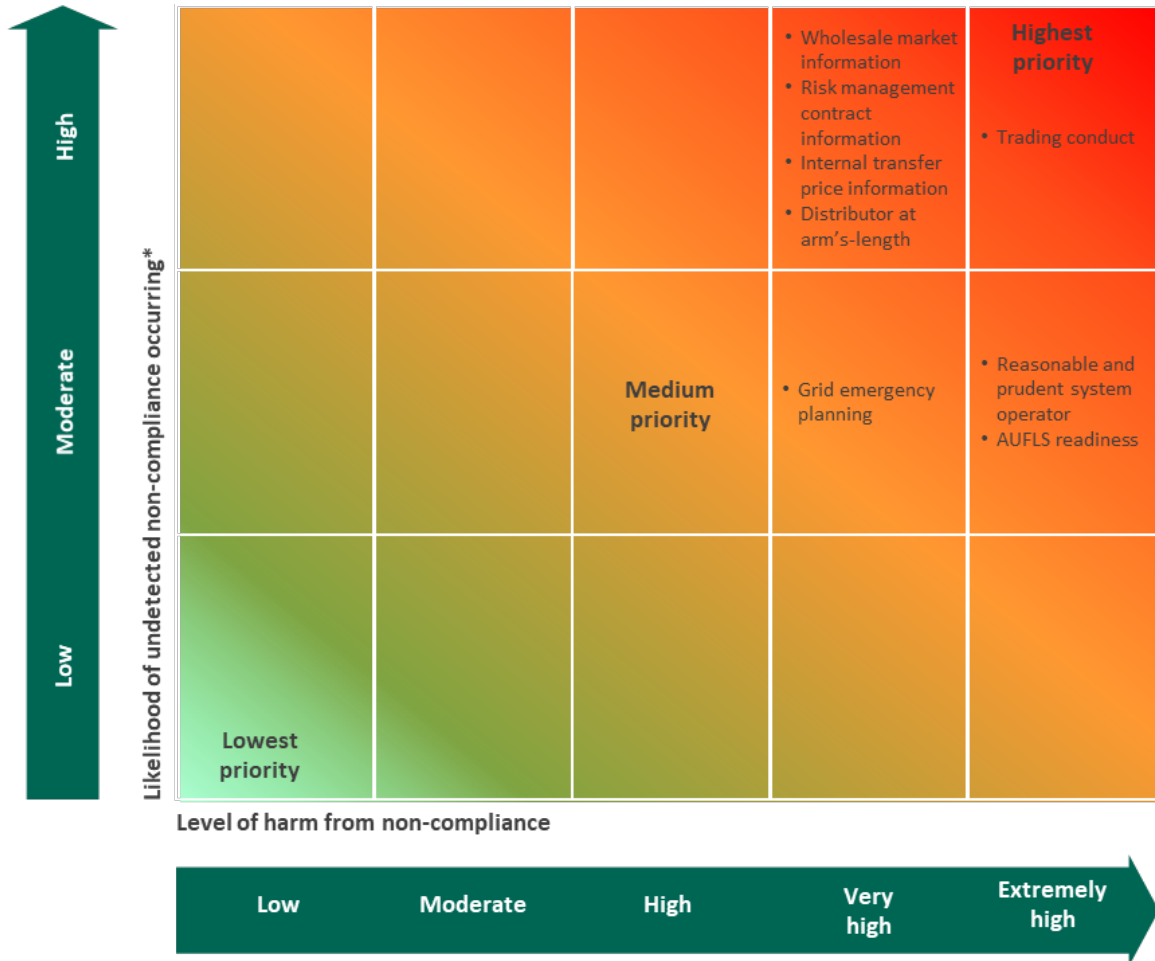 High
Moderate
Low
Likelihood of undetected non-compliance occurring*
• Wholesale market
information
• Risk management
contract
information
• Internal transfer
price information
• Distributor at
arm's-length
Highest
priority
• Trading conduct
Medium
priority
• Grid emergency
planning
• Reasonable and
prudent system
operator
• AUFLS readiness
Lowest
priority
Level of harm from non-compliance
Low
Moderate
High
Very
high
Extremely
high